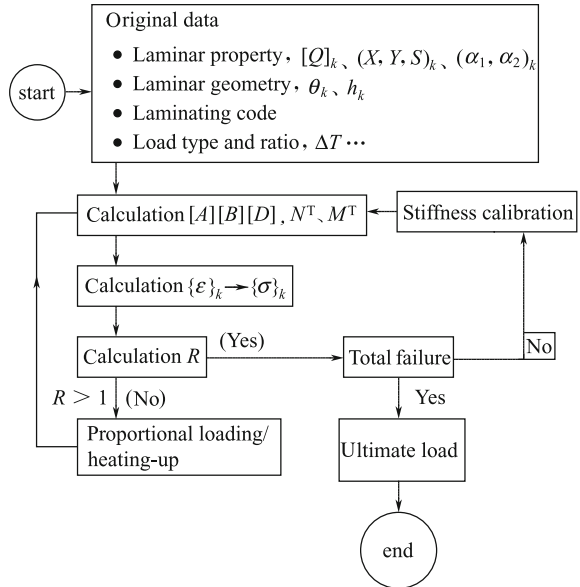 Original data
● Laminar property, [Q]ₖ、(X, Y, S)ₖ、(α₁, α₂)ₖ
● Laminar geometry, θₖ、hₖ
● Laminating code
● Load type and ratio, ΔT ⋯
start
Calculation [A][B][D], Nᵀ、Mᵀ
Stiffness calibration
Calculation {ε}ₖ→{σ}ₖ
Calculation R
(Yes)
Total failure
No
R > 1 (No)
Yes
Proportional loading/
heating-up
Ultimate load
end